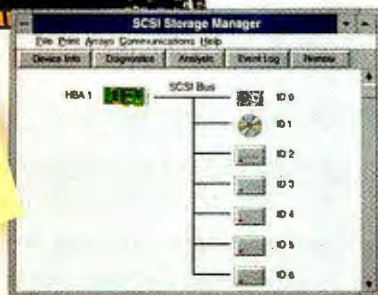 SCSI Storage Manager
File Print Arrays Communications Help
Device Info Diagnostics Analysis Event Log Remote
SCSI Bus
HBA 1
ID 0
ID 1
ID 2
ID 3
ID 4
ID 5
ID 6